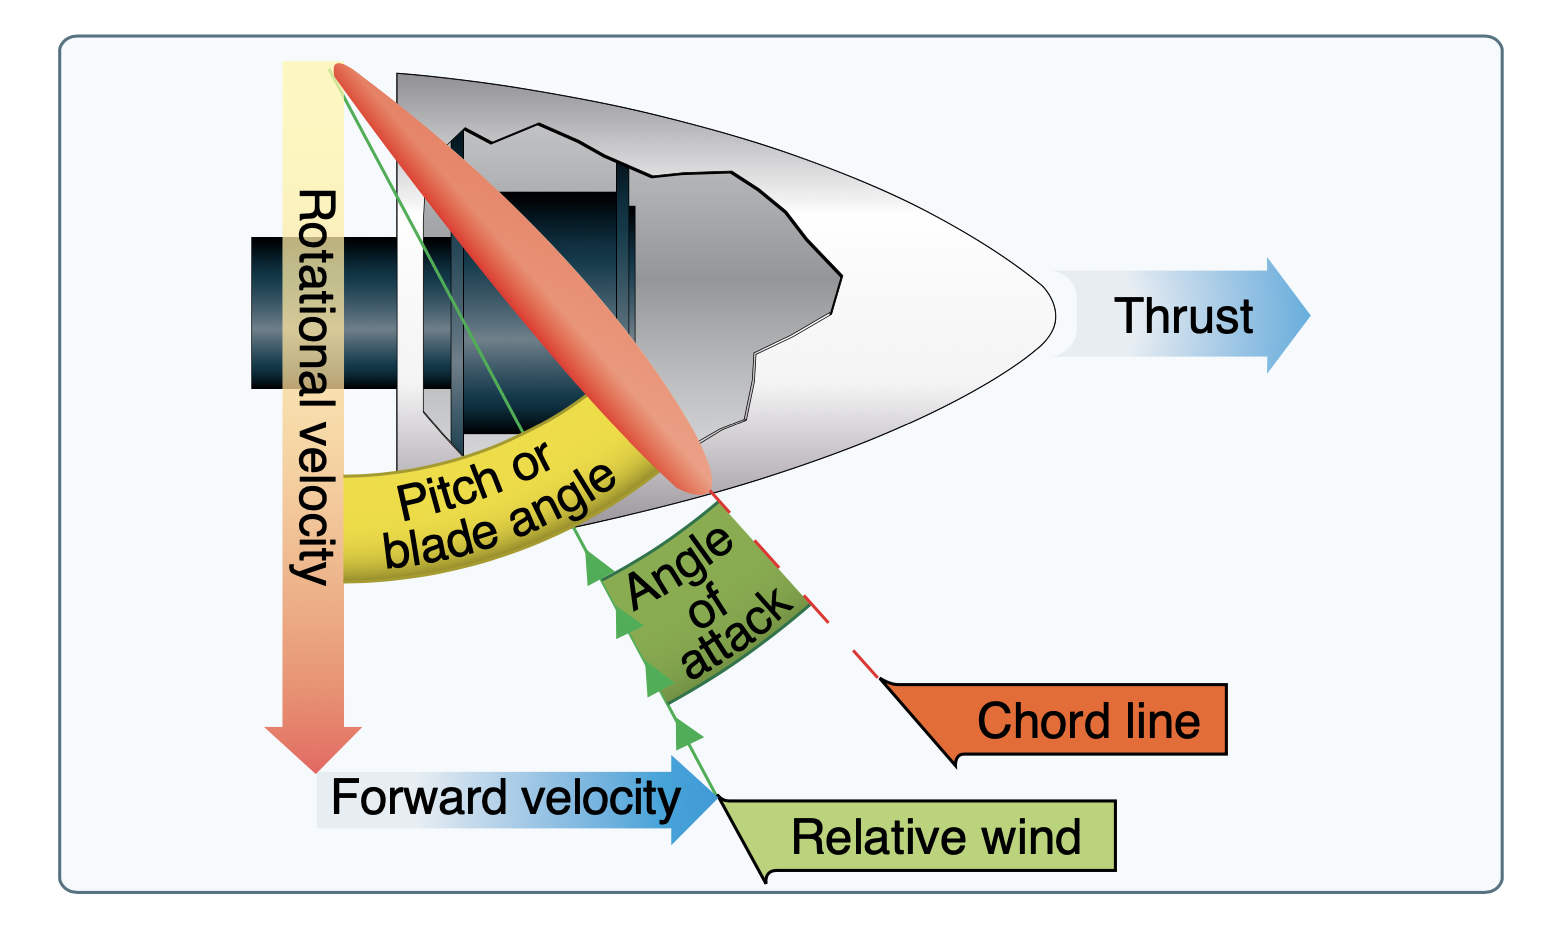 Rotational velocity
Thrust
Pitch or
blade angle
Angle
of
attack
Chord line
Forward velocity
Relative wind